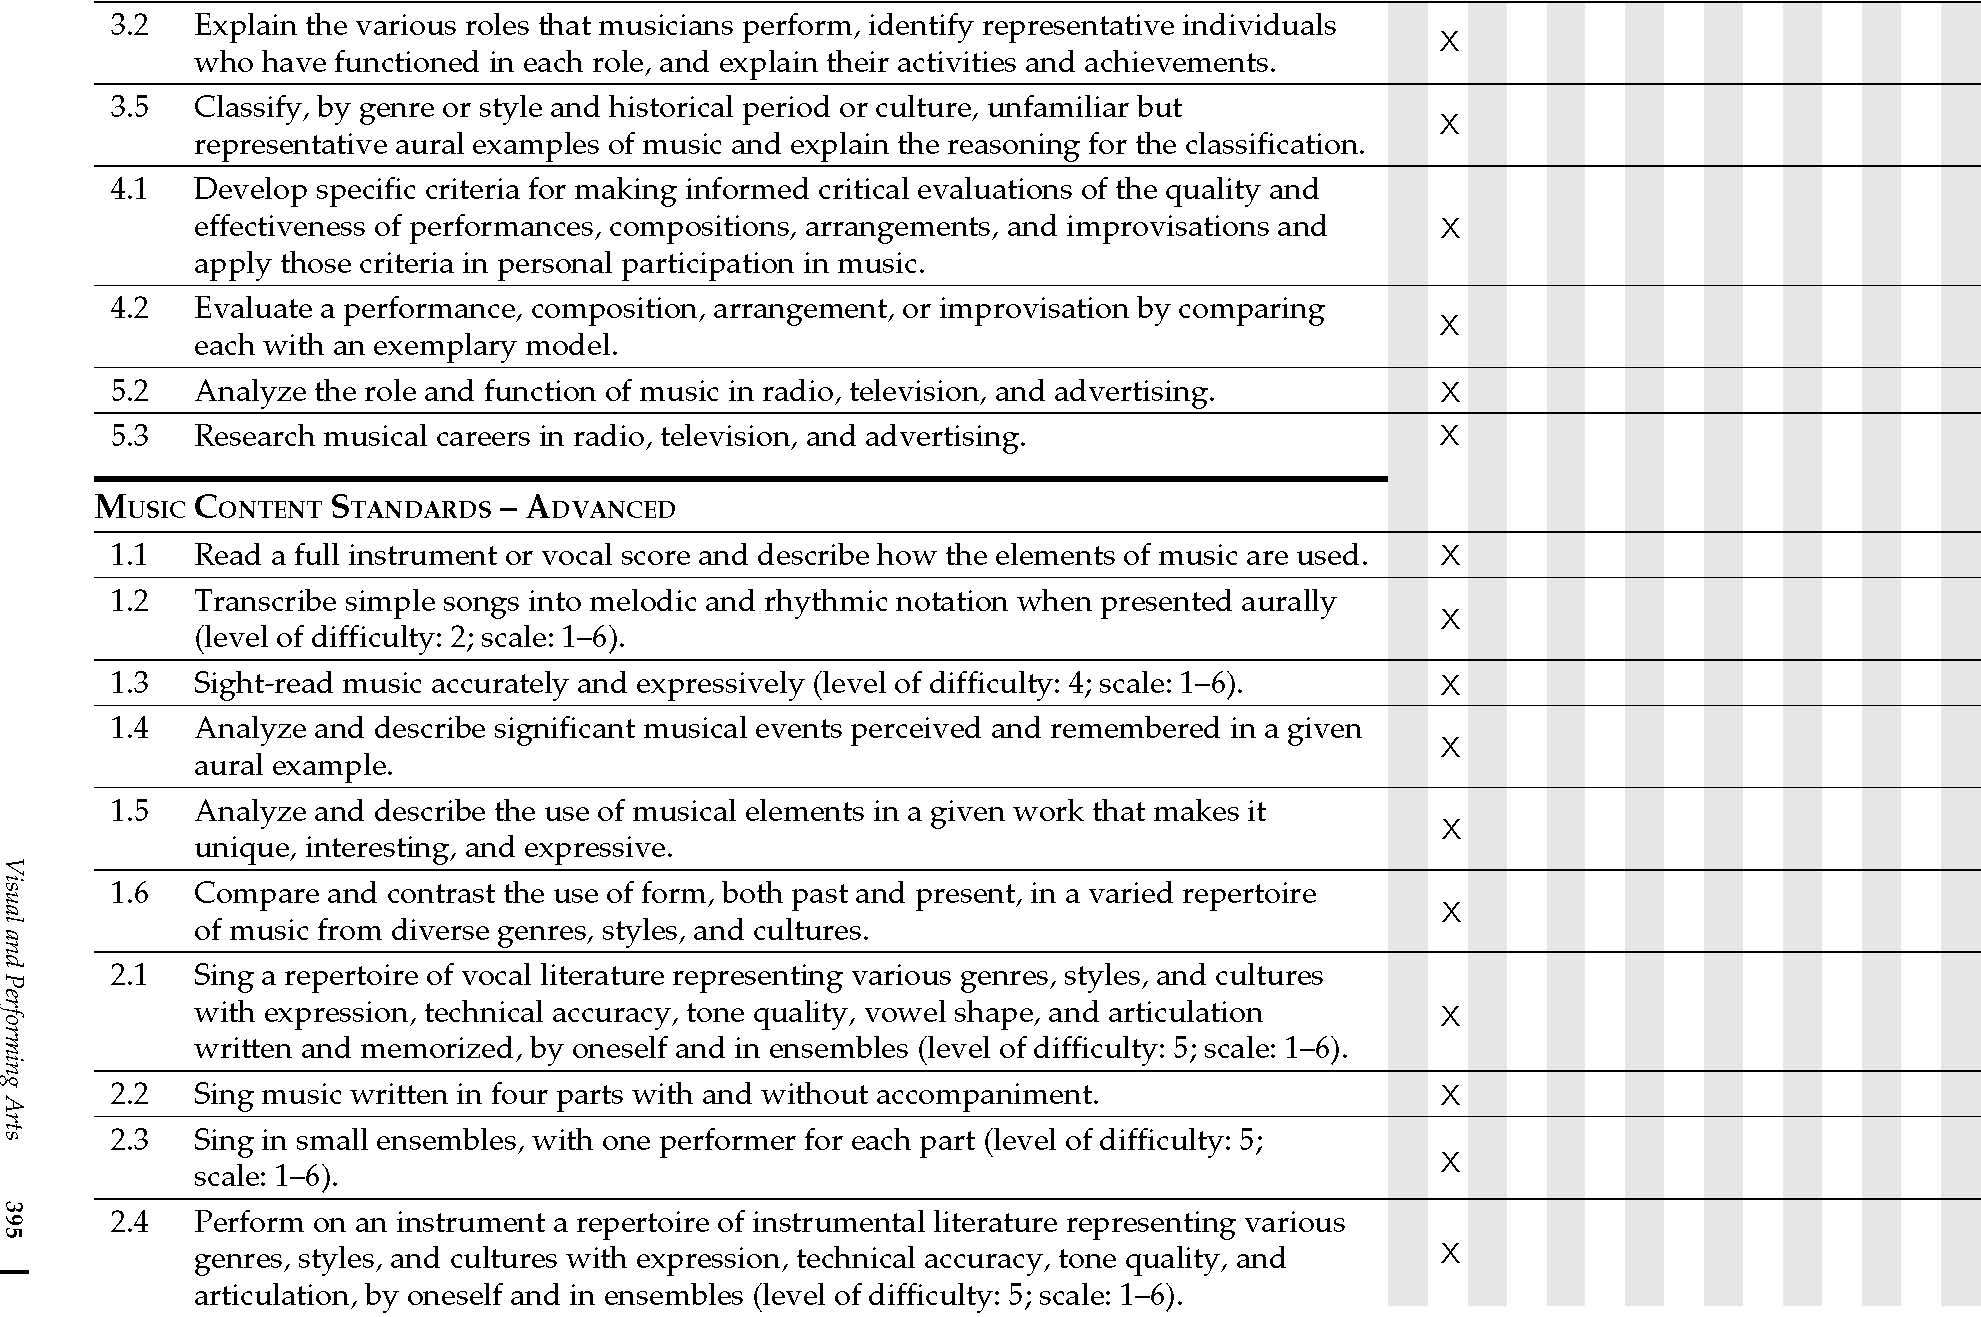 3.2 Explain the various roles that musicians perform, identify representative individuals X
who have functioned in each role, and explain their activities and achievements.
3.5 Classify, by genre or style and historical period or culture, unfamiliar but X
representative aural examples of music and explain the reasoning for the classification.
4.1 Develop specific criteria for making informed critical evaluations of the quality and
effectiveness of performances, compositions, arrangements, and improvisations and X
apply those criteria in personal participation in music.
4.2 Evaluate a performance, composition, arrangement, or improvisation by comparing X
each with an exemplary model.
5.2 Analyze the role and function of music in radio, television, and advertising. X
5.3 Research musical careers in radio, television, and advertising. X
MUSIC CONTENT STANDARDS – ADVANCED
1.1 Read a full instrument or vocal score and describe how the elements of music are used. X
1.2 Transcribe simple songs into melodic and rhythmic notation when presented aurally X
(level of difficulty: 2; scale: 1–6).
1.3 Sight-read music accurately and expressively (level of difficulty: 4; scale: 1–6). X
1.4 Analyze and describe significant musical events perceived and remembered in a given X
aural example.
1.5 Analyze and describe the use of musical elements in a given work that makes it X
unique, interesting, and expressive.
1.6 Compare and contrast the use of form, both past and present, in a varied repertoire X
of music from diverse genres, styles, and cultures.
2.1 Sing a repertoire of vocal literature representing various genres, styles, and cultures
with expression, technical accuracy, tone quality, vowel shape, and articulation X
written and memorized, by oneself and in ensembles (level of difficulty: 5; scale: 1–6).
2.2 Sing music written in four parts with and without accompaniment. X
2.3 Sing in small ensembles, with one performer for each part (level of difficulty: 5; X
scale: 1–6).
2.4 Perform on an instrument a repertoire of instrumental literature representing various
genres, styles, and cultures with expression, technical accuracy, tone quality, and X
articulation, by oneself and in ensembles (level of difficulty: 5; scale: 1–6).
Visual and Performing Arts 395